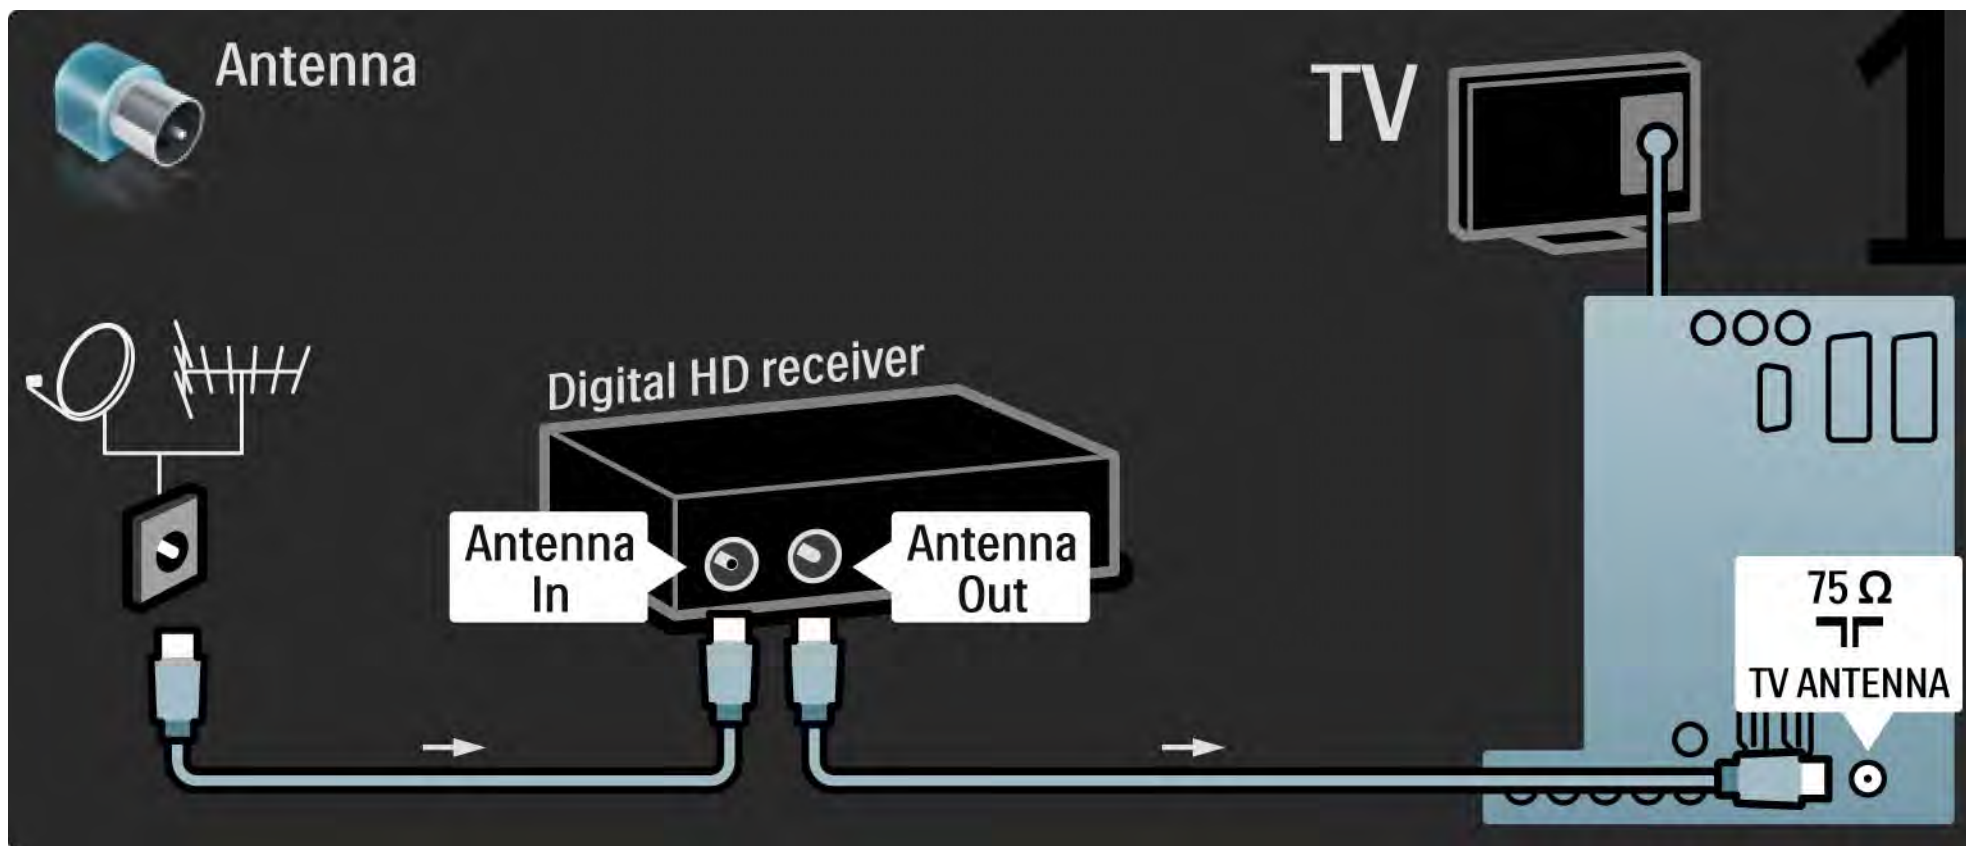 Antenna
TV
1
Digital HD receiver
Antenna
In
Antenna
Out
75 Ω
TV ANTENNA